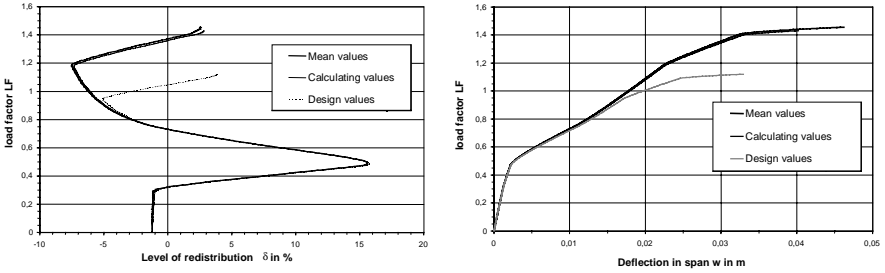 1,6
1,4
1,2
1
0,8
0,6
0,4
0,2
0
load factor LF
-10 -5 0 5 10 15 20
Level of redistribution δ in %
Mean values
Calculating values
Design values
1,6
1,4
1,2
1
0,8
0,6
0,4
0,2
0
load factor LF
0 0,01 0,02 0,03 0,04 0,05
Deflection in span w in m
Mean values
Calculating values
Design values